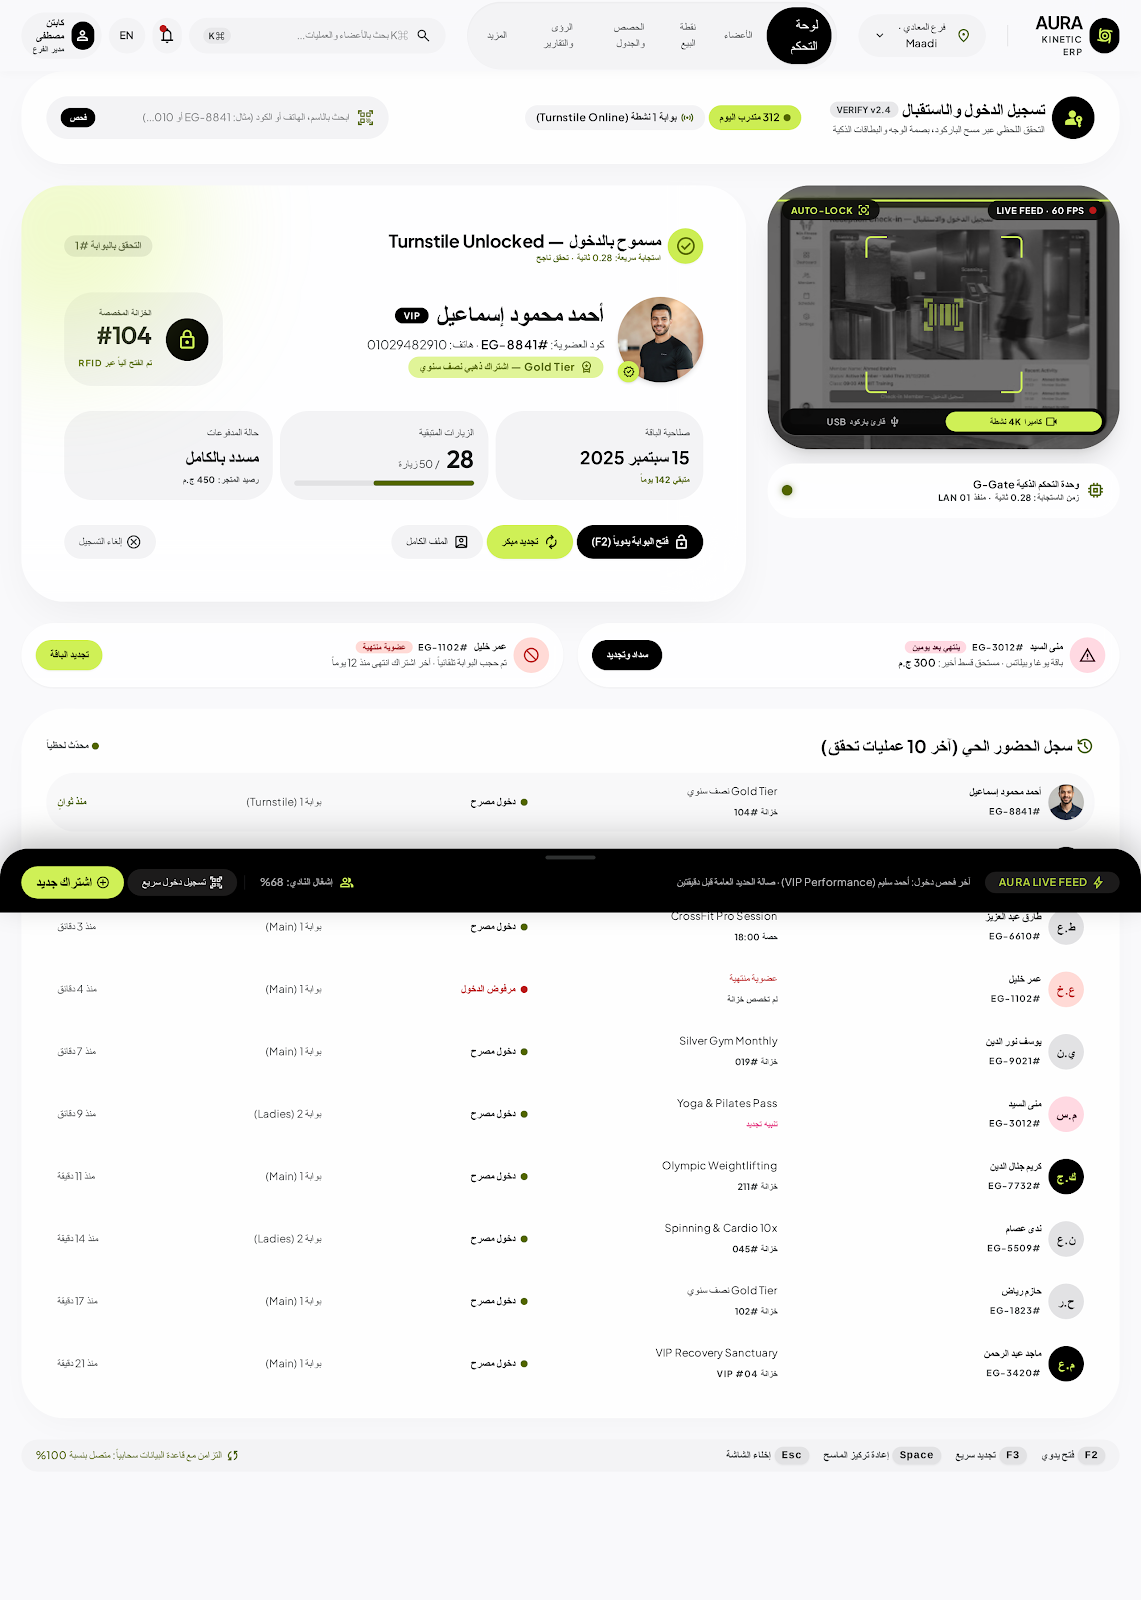 AURA
KINETIC
ERP
فرع المعادي ·
Maadi
لوحة
التحكم
الأعضاء
نقطة
البيع
الحصص
والجدول
الرؤى
والتقارير
المزيد
بحث بالأعضاء والعمليات... ⌘K
⌘K
EN
كابتن
مصطفى
مدير الفرع
تسجيل الدخول والاستقبال
VERIFY v2.4
التحقق اللحظي عبر مسح الباركود، بصمة الوجه والبطاقات الذكية
312 متدرب اليوم
بوابة 1 نشطة (Turnstile Online)
ابحث بالاسم، الهاتف أو الكود (مثال: EG-8841 أو 010...)
فحص
LIVE FEED · 60 FPS
AUTO-LOCK
كاميرا 4K نشطة
قارئ باركود USB
وحدة التحكم الذكية G-Gate
زمن الاستجابة: 0.28 ثانية · منفذ LAN 01
مسموح بالدخول — Turnstile Unlocked
استجابة سريعة: 0.28 ثانية · تحقق ناجح
التحقق بالبوابة #1
أحمد محمود إسماعيل
VIP
كود العضوية: #EG-8841 · هاتف: 01029482910
Gold Tier — اشتراك ذهبي نصف سنوي
الخزانة المخصصة
#104
تم الفتح آلياً عبر RFID
صلاحية الباقة
15 سبتمبر 2025
متبقي 142 يوماً
الزيارات المتبقية
28 / 50 زيارة
حالة المدفوعات
مسدد بالكامل
رصيد المتجر: 450 ج.م
فتح البوابة يدوياً (F2)
تجديد مبكر
الملف الكامل
إلغاء التسجيل
منى السيد #EG-3012 ينتهي بعد يومين
باقة يوغا وبيلاتس · مستحق قسط أخير: 300 ج.م
سداد وتجديد
عمر خليل #EG-1102 عضوية منتهية
تم حجب البوابة تلقائياً · آخر اشتراك انتهى منذ 12 يوماً
تجديد الباقة
سجل الحضور الحي (آخر 10 عمليات تحقق)
محدّث لحظياً
أحمد محمود إسماعيل
#EG-8841
Gold Tier نصف سنوي
خزانة #104
دخول مصرح
بوابة 1 (Turnstile)
منذ ثوانٍ
AURA LIVE FEED
آخر فحص دخول: أحمد سليم (VIP Performance) · صالة الحديد العامة قبل دقيقتين
إشغال النادي: 68%
تسجيل دخول سريع
اشتراك جديد
ط.ع
طارق عبد العزيز
#EG-6610
CrossFit Pro Session
حصة 18:00
دخول مصرح
بوابة 1 (Main)
منذ 3 دقائق
ع.خ
عمر خليل
#EG-1102
عضوية منتهية
لم تخصص خزانة
مرفوض الدخول
بوابة 1 (Main)
منذ 4 دقائق
ي.ن
يوسف نور الدين
#EG-9021
Silver Gym Monthly
خزانة #019
دخول مصرح
بوابة 1 (Main)
منذ 7 دقائق
م.س
منى السيد
#EG-3012
Yoga & Pilates Pass
تنبيه تجديد
دخول مصرح
بوابة 2 (Ladies)
منذ 9 دقائق
ك.ج
كريم جلال الدين
#EG-7732
Olympic Weightlifting
خزانة #211
دخول مصرح
بوابة 1 (Main)
منذ 11 دقيقة
ن.ع
ندى عصام
#EG-5509
Spinning & Cardio 10x
خزانة #045
دخول مصرح
بوابة 2 (Ladies)
منذ 14 دقيقة
ح.ر
حازم رياض
#EG-1823
Gold Tier نصف سنوي
خزانة #102
دخول مصرح
بوابة 1 (Main)
منذ 17 دقيقة
م.ع
ماجد عبد الرحمن
#EG-3420
VIP Recovery Sanctuary
خزانة VIP #04
دخول مصرح
بوابة 1 (Main)
منذ 21 دقيقة
F2 فتح يدوي
F3 تجديد سريع
Space إعادة تركيز الماسح
Esc إخلاء الشاشة
التزامن مع قاعدة البيانات سحابياً: متصل بنسبة 100%